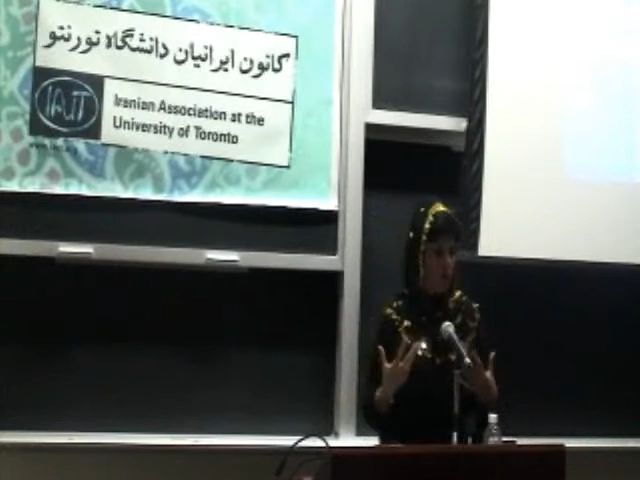 کانون ایرانیان دانشگاه تورنتو
IAUT
Iranian Association at the
University of Toronto